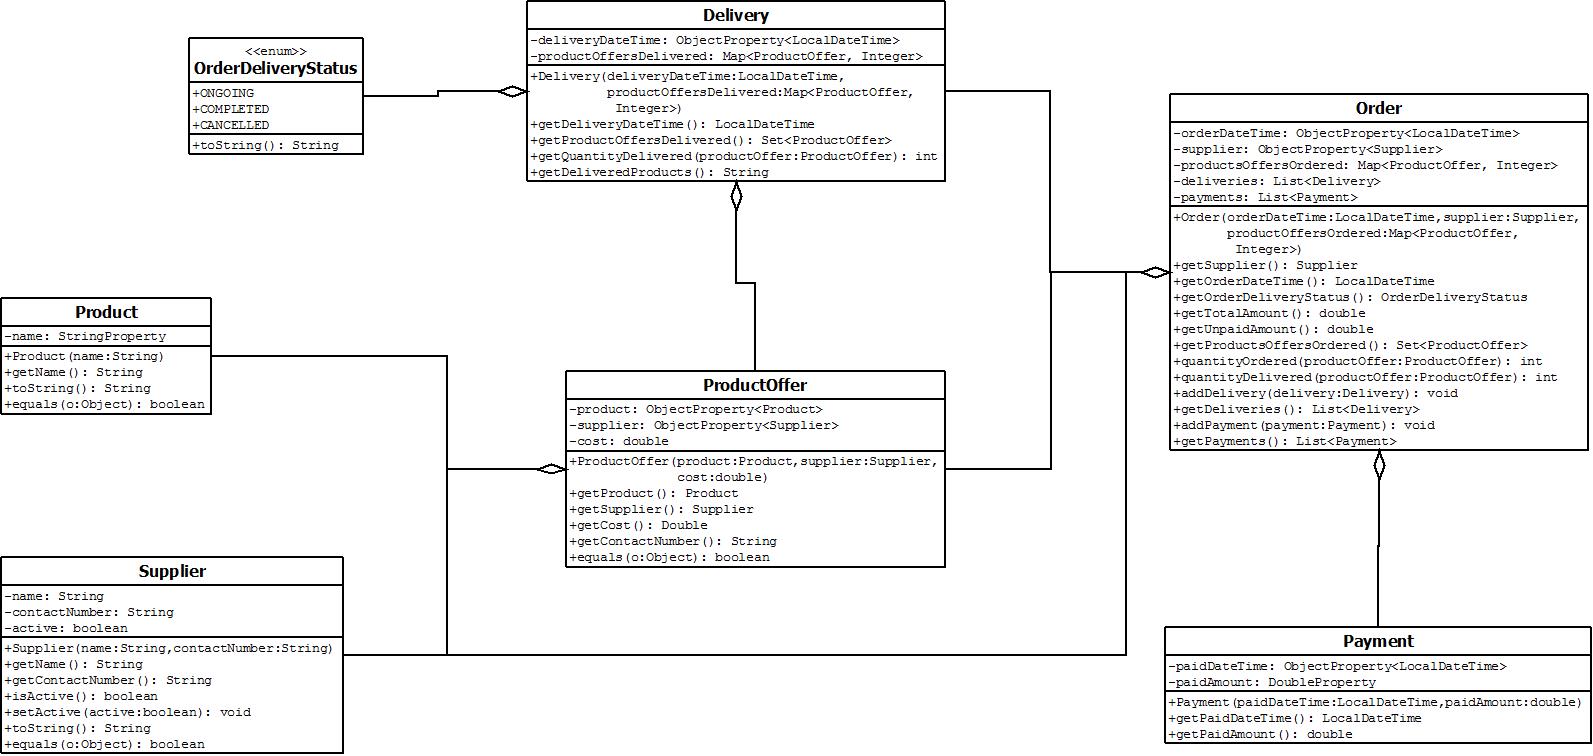 <<enum>>
OrderDeliveryStatus
+ONGOING
+COMPLETED
+CANCELLED
+toString(): String
Delivery
-deliveryDateTime: ObjectProperty<LocalDateTime>
-productOffersDelivered: Map<ProductOffer, Integer>
+Delivery(deliveryDateTime:LocalDateTime,
productOffersDelivered:Map<ProductOffer,
Integer>)
+getDeliveryDateTime(): LocalDateTime
+getProductOffersDelivered(): Set<ProductOffer>
+getQuantityDelivered(productOffer:ProductOffer): int
+getDeliveredProducts(): String
Order
-orderDateTime: ObjectProperty<LocalDateTime>
-supplier: ObjectProperty<Supplier>
-productsOffersOrdered: Map<ProductOffer, Integer>
-deliveries: List<Delivery>
-payments: List<Payment>
+Order(orderDateTime:LocalDateTime,supplier:Supplier,
productOffersOrdered:Map<ProductOffer,
Integer>)
+getSupplier(): Supplier
+getOrderDateTime(): LocalDateTime
+getOrderDeliveryStatus(): OrderDeliveryStatus
+getTotalAmount(): double
+getUnpaidAmount(): double
+getProductsOffersOrdered(): Set<ProductOffer>
+quantityOrdered(productOffer:ProductOffer): int
+quantityDelivered(productOffer:ProductOffer): int
+addDelivery(delivery:Delivery): void
+getDeliveries(): List<Delivery>
+addPayment(payment:Payment): void
+getPayments(): List<Payment>
Product
-name: StringProperty
+Product(name:String)
+getName(): String
+toString(): String
+equals(o:Object): boolean
ProductOffer
-product: ObjectProperty<Product>
-supplier: ObjectProperty<Supplier>
-cost: double
+ProductOffer(product:Product,supplier:Supplier,
cost:double)
+getProduct(): Product
+getSupplier(): Supplier
+getCost(): Double
+getContactNumber(): String
+equals(o:Object): boolean
Supplier
-name: String
-contactNumber: String
-active: boolean
+Supplier(name:String,contactNumber:String)
+getName(): String
+getContactNumber(): String
+isActive(): boolean
+setActive(active:boolean): void
+toString(): String
+equals(o:Object): boolean
Payment
-paidDateTime: ObjectProperty<LocalDateTime>
-paidAmount: DoubleProperty
+Payment(paidDateTime:LocalDateTime,paidAmount:double)
+getPaidDateTime(): LocalDateTime
+getPaidAmount(): double